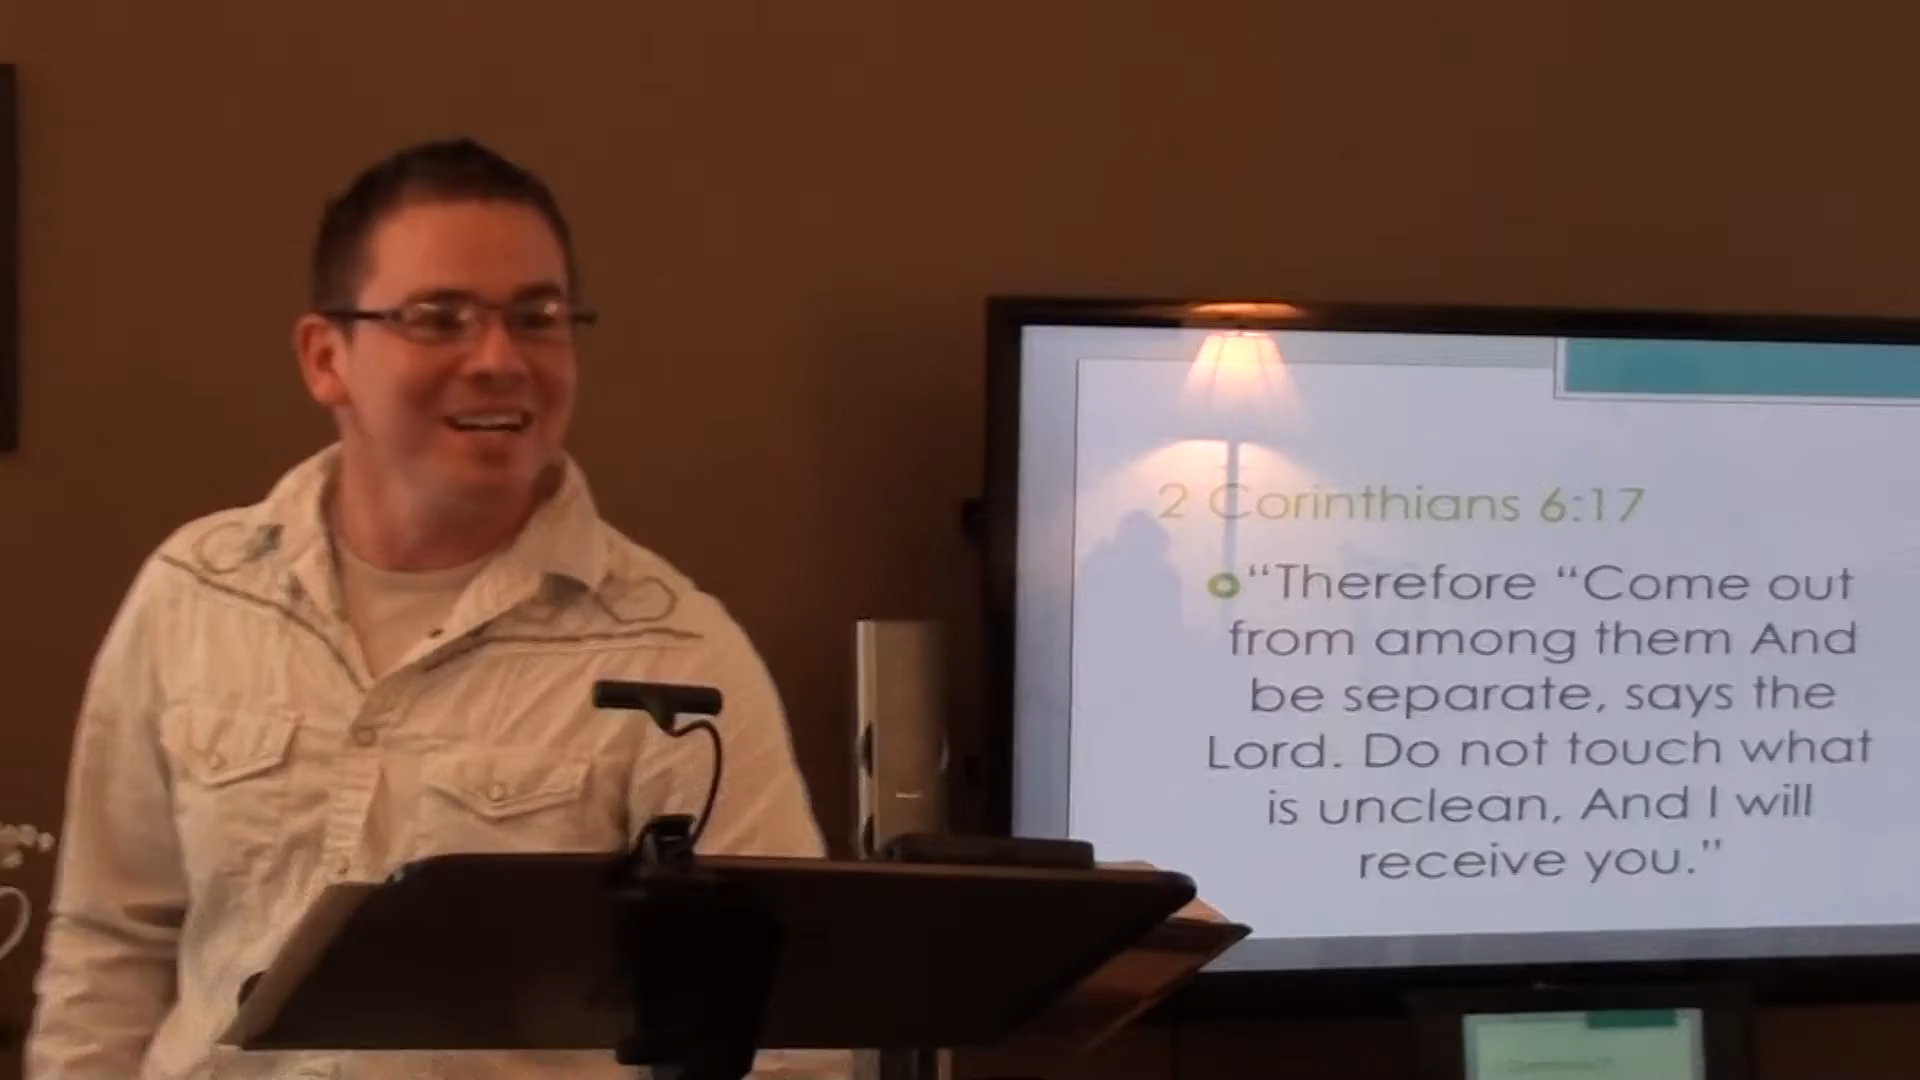 2 Corinthians 6:17
“Therefore “Come out
from among them And
be separate, says the
Lord. Do not touch what
is unclean, And I will
receive you.”